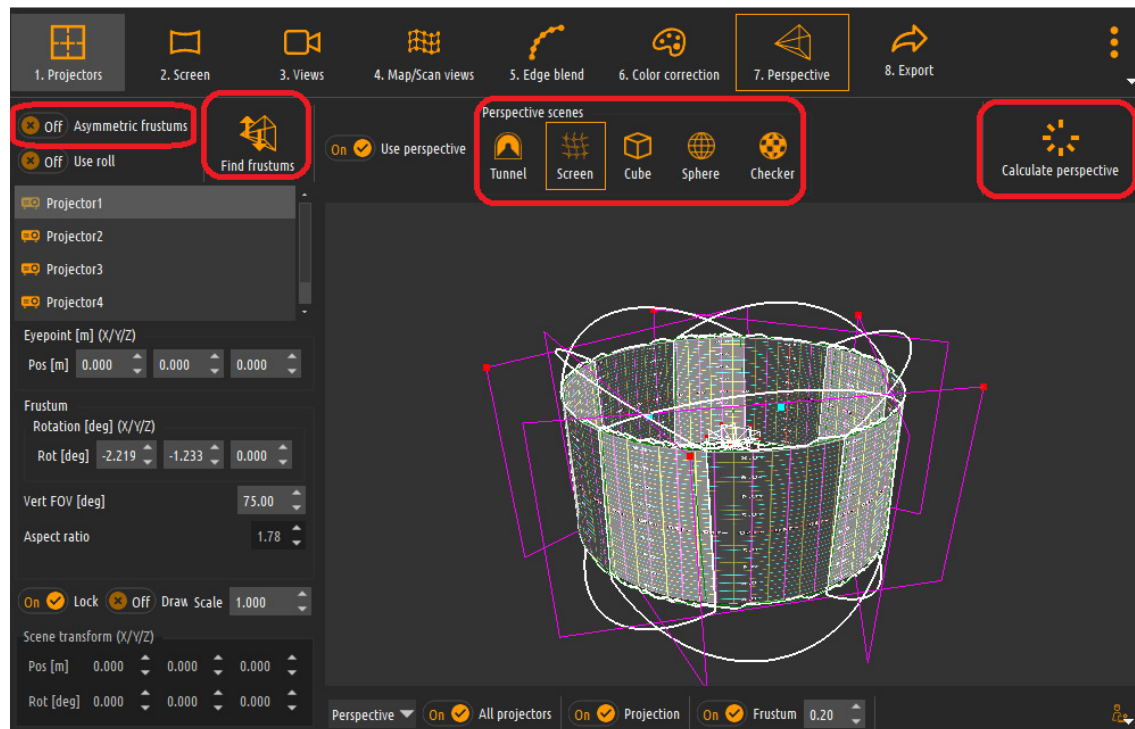 1. Projectors
2. Screen
3. Views
4. Map/Scan views
5. Edge blend
6. Color correction
7. Perspective
8. Export
Off Asymmetric frustums
Off Use roll
Find frustums
On Use perspective
Perspective scenes
Tunnel
Screen
Cube
Sphere
Checker
Calculate perspective
Projector1
Projector2
Projector3
Projector4
Eyepoint [m] (X/Y/Z)
Pos [m] 0.000 0.000 0.000
Frustum
Rotation [deg] (X/Y/Z)
Rot [deg] -2.219 -1.233 0.000
Vert FOV [deg] 75.00
Aspect ratio 1.78
On Lock Off Draw Scale 1.000
Scene transform (X/Y/Z)
Pos [m] 0.000 0.000 0.000
Rot [deg] 0.000 0.000 0.000
Perspective On All projectors On Projection On Frustum 0.20